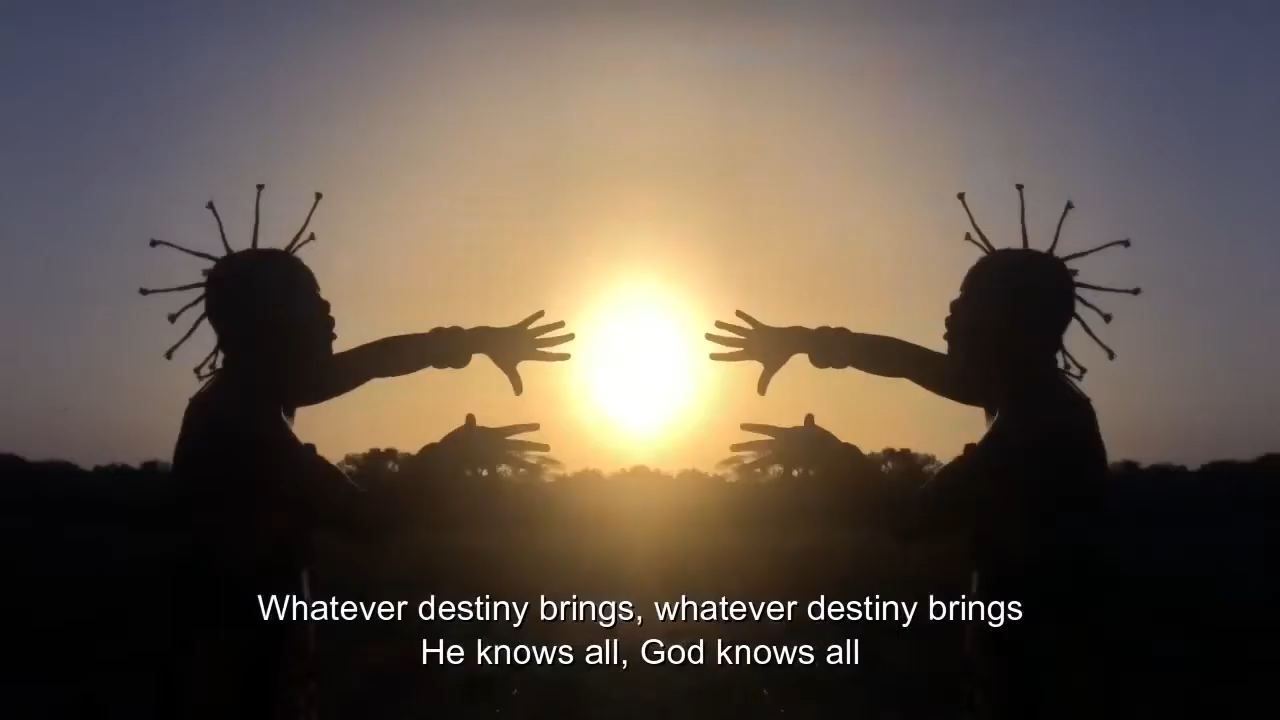 Whatever destiny brings, whatever destiny brings
He knows all, God knows all